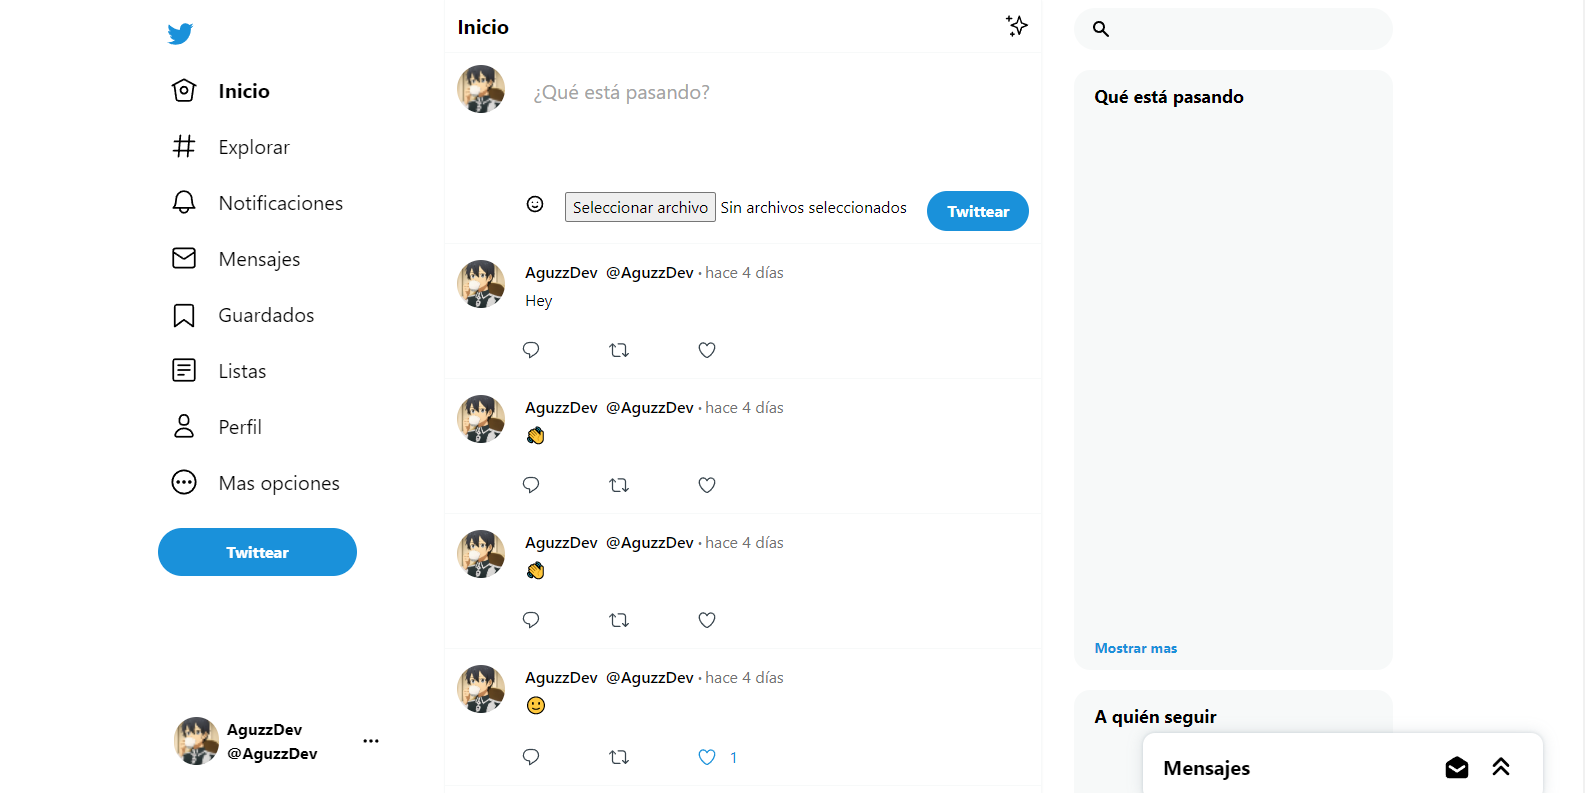 Inicio
Explorar
Notificaciones
Mensajes
Guardados
Listas
Perfil
Mas opciones
Twittear
AguzzDev
@AguzzDev
Inicio
¿Qué está pasando?
Seleccionar archivo Sin archivos seleccionados
Twittear
AguzzDev @AguzzDev · hace 4 días
Hey
AguzzDev @AguzzDev · hace 4 días
👏
AguzzDev @AguzzDev · hace 4 días
👏
AguzzDev @AguzzDev · hace 4 días
🙂
1
Qué está pasando
Mostrar mas
A quién seguir
Mensajes